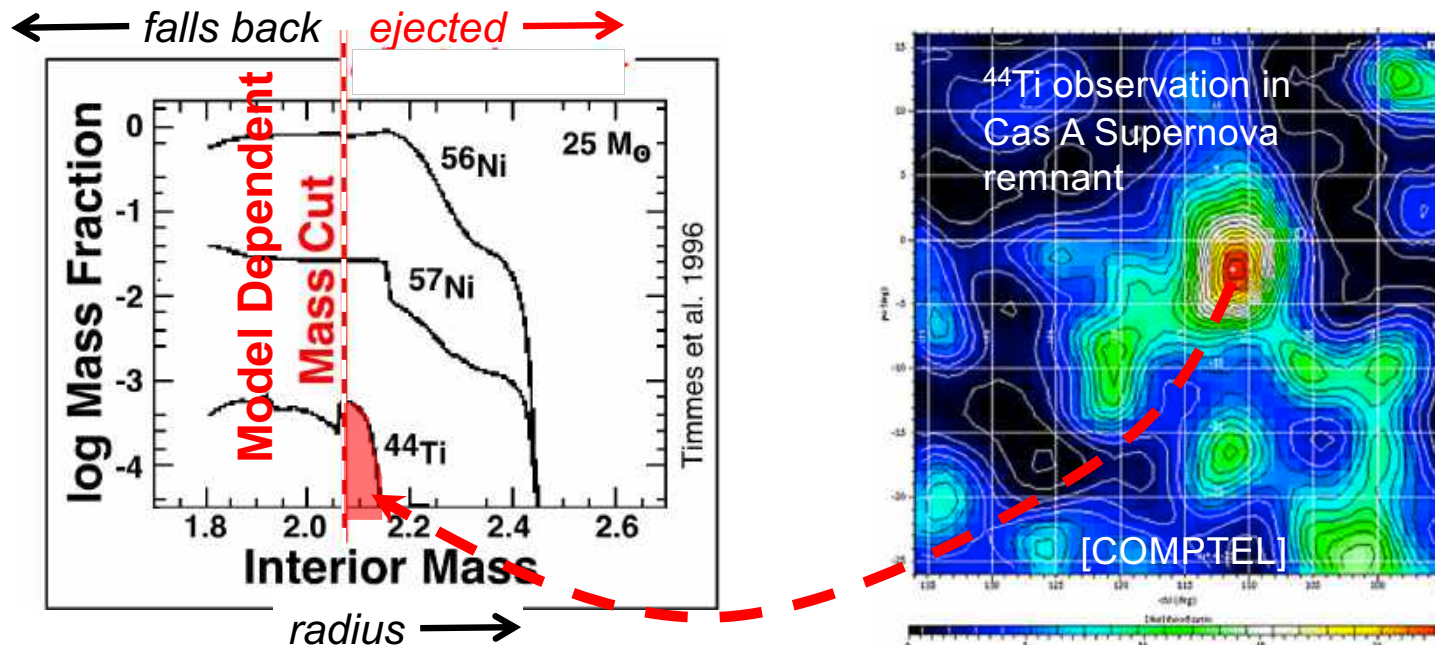 falls back ejected
Model Dependent
Mass Cut
log Mass Fraction
0
-1
-2
-3
-4
25 M⊙
56Ni
57Ni
44Ti
1.8 2.0 2.2 2.4 2.6
Interior Mass
radius
Timmes et al. 1996
44Ti observation in
Cas A Supernova
remnant
[COMPTEL]